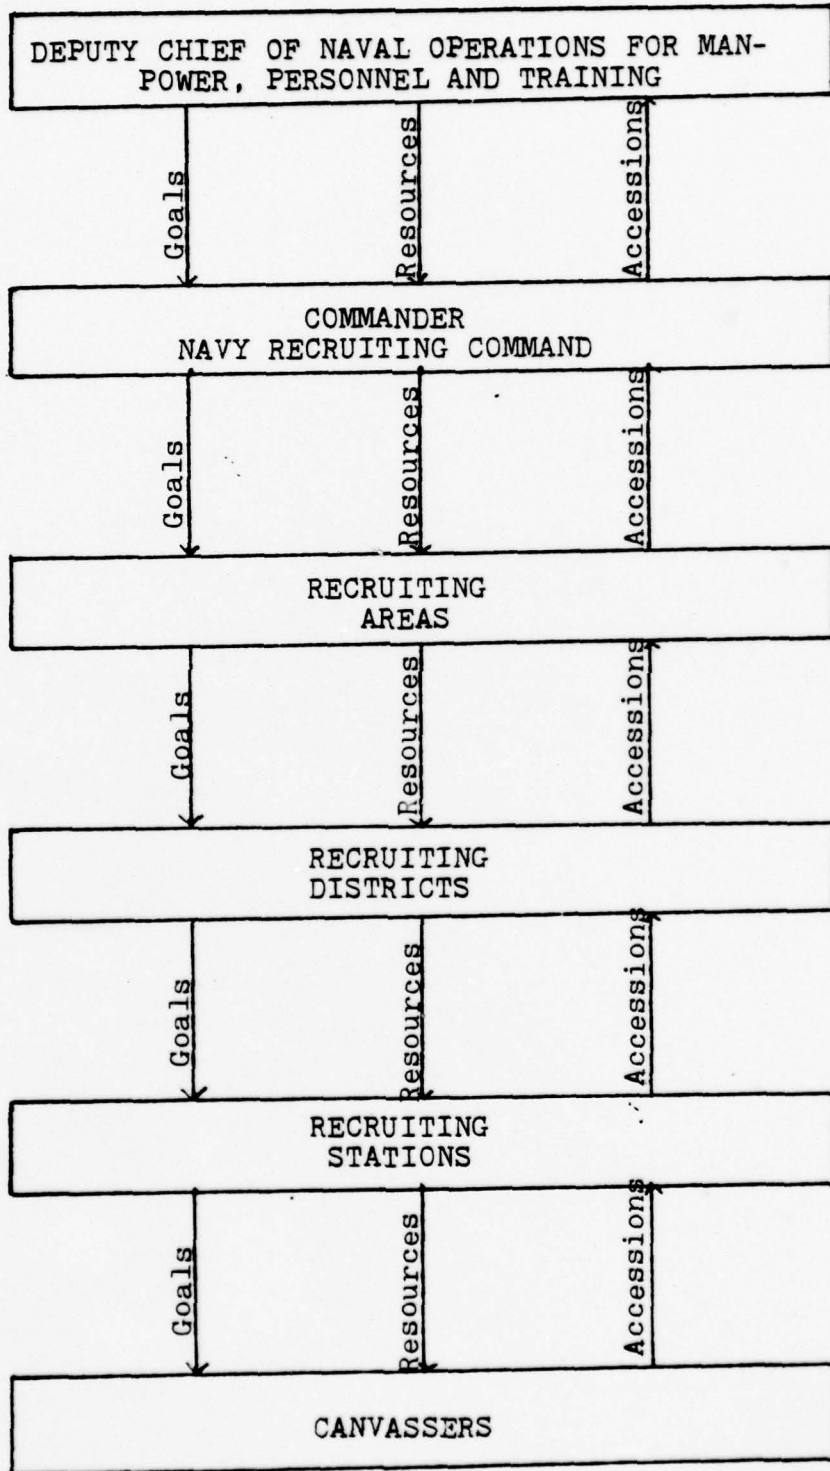 DEPUTY CHIEF OF NAVAL OPERATIONS FOR MAN-
POWER, PERSONNEL AND TRAINING
Goals
Resources
Accessions
COMMANDER
NAVY RECRUITING COMMAND
Goals
Resources
Accessions
RECRUITING
AREAS
Goals
Resources
Accessions
RECRUITING
DISTRICTS
Goals
Resources
Accessions
RECRUITING
STATIONS
Goals
Resources
Accessions
CANVASSERS